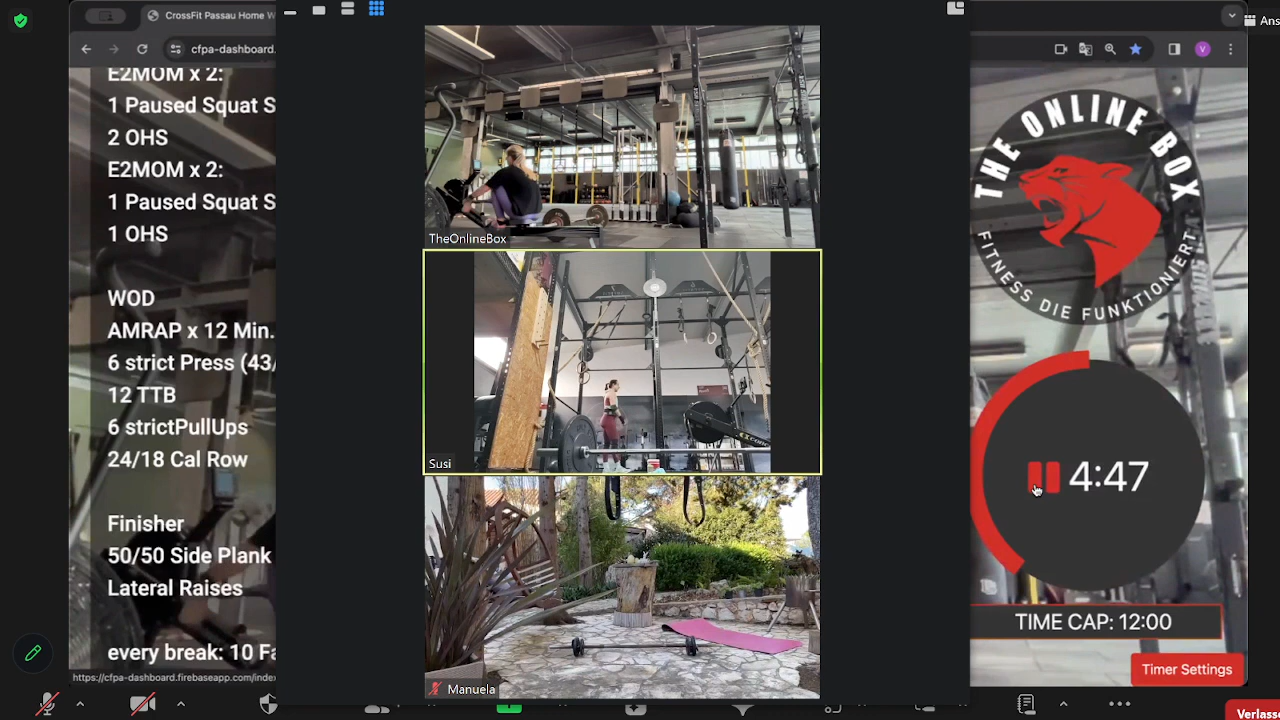 CrossFit Passau Home W
cfpa-dashboard.
E2MOM x 2:
1 Paused Squat S
2 OHS
E2MOM x 2:
1 Paused Squat S
1 OHS
WOD
AMRAP x 12 Min.
6 strict Press (43/
12 TTB
6 strictPullUps
24/18 Cal Row
Finisher
50/50 Side Plank
Lateral Raises
every break: 10 Fa
https://cfpa-dashboard.firebaseapp.com/index
TheOnlineBox
Susi
Manuela
Ans
V
THE ONLINE BOX
FITNESS DIE FUNKTIONIERT
4:47
TIME CAP: 12:00
Timer Settings
Verlasse